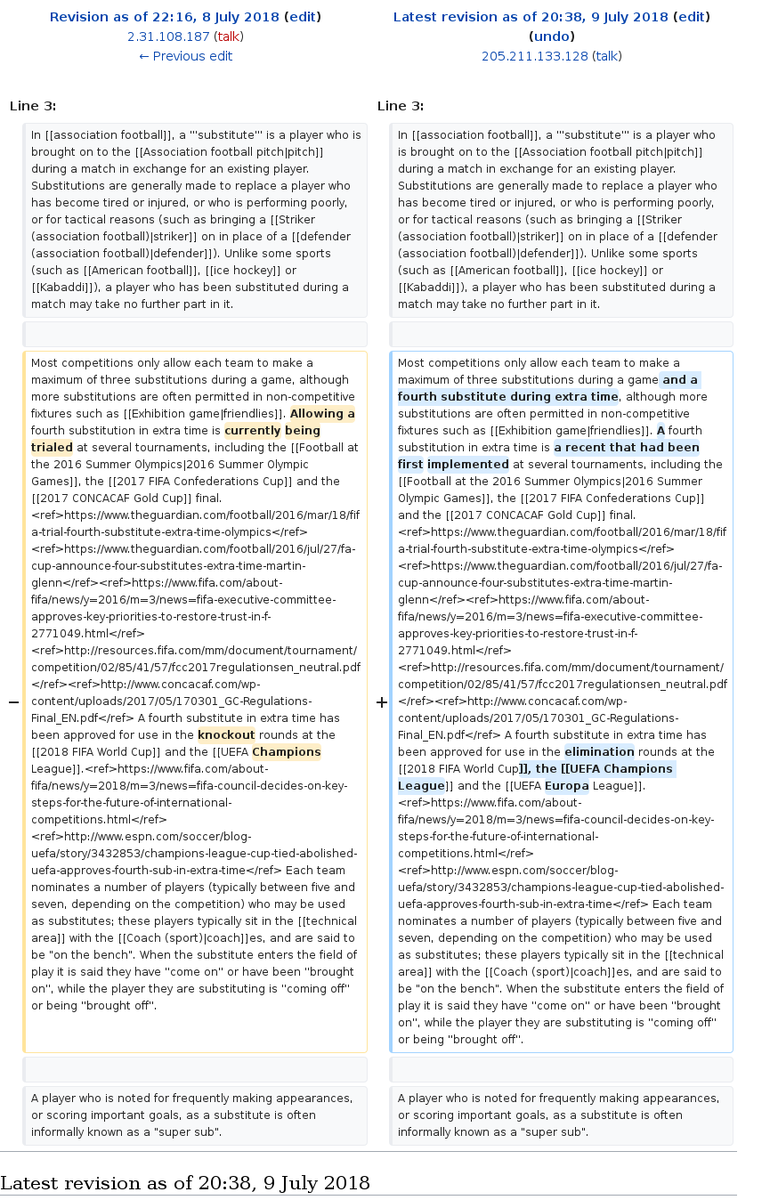 Revision as of 22:16, 8 July 2018 (edit)
2.31.108.187 (talk)
← Previous edit
Latest revision as of 20:38, 9 July 2018 (edit)
(undo)
205.211.133.128 (talk)
Line 3:
In [[association football]], a '''substitute''' is a player who is
brought on to the [[Association football pitch|pitch]]
during a match in exchange for an existing player.
Substitutions are generally made to replace a player who
has become tired or injured, or who is performing poorly,
or for tactical reasons (such as bringing a [[Striker
(association football)|striker]] on in place of a [[defender
(association football)|defender]]). Unlike some sports
(such as [[American football]], [[ice hockey]] or
[[Kabaddi]]), a player who has been substituted during a
match may take no further part in it.
−
Most competitions only allow each team to make a
maximum of three substitutions during a game, although
more substitutions are often permitted in non-competitive
fixtures such as [[Exhibition game|friendlies]]. Allowing a
fourth substitution in extra time is currently being
trialed at several tournaments, including the [[Football at
the 2016 Summer Olympics|2016 Summer Olympic
Games]], the [[2017 FIFA Confederations Cup]] and the
[[2017 CONCACAF Gold Cup]] final.
<ref>https://www.theguardian.com/football/2016/mar/18/fif
a-trial-fourth-substitute-extra-time-olympics</ref>
<ref>https://www.theguardian.com/football/2016/jul/27/fa-
cup-announce-four-substitutes-extra-time-martin-
glenn</ref><ref>https://www.fifa.com/about-
fifa/news/y=2016/m=3/news=fifa-executive-committee-
approves-key-priorities-to-restore-trust-in-f-
2771049.html</ref>
<ref>http://resources.fifa.com/mm/document/tournament/
competition/02/85/41/57/fcc2017regulationsen_neutral.pdf
</ref><ref>http://www.concacaf.com/wp-
content/uploads/2017/05/170301_GC-Regulations-
Final_EN.pdf</ref> A fourth substitute in extra time has
been approved for use in the knockout rounds at the
[[2018 FIFA World Cup]] and the [[UEFA Champions
League]].<ref>https://www.fifa.com/about-
fifa/news/y=2018/m=3/news=fifa-council-decides-on-key-
steps-for-the-future-of-international-
competitions.html</ref>
<ref>http://www.espn.com/soccer/blog-
uefa/story/3432853/champions-league-cup-tied-abolished-
uefa-approves-fourth-sub-in-extra-time</ref> Each team
nominates a number of players (typically between five and
seven, depending on the competition) who may be used
as substitutes; these players typically sit in the [[technical
area]] with the [[Coach (sport)|coach]]es, and are said to
be "on the bench". When the substitute enters the field of
play it is said they have "come on" or have been "brought
on", while the player they are substituting is "coming off"
or being "brought off".
A player who is noted for frequently making appearances,
or scoring important goals, as a substitute is often
informally known as a "super sub".
Line 3:
In [[association football]], a '''substitute''' is a player who
is brought on to the [[Association football pitch|pitch]]
during a match in exchange for an existing player.
Substitutions are generally made to replace a player who
has become tired or injured, or who is performing poorly,
or for tactical reasons (such as bringing a [[Striker
(association football)|striker]] on in place of a [[defender
(association football)|defender]]). Unlike some sports
(such as [[American football]], [[ice hockey]] or
[[Kabaddi]]), a player who has been substituted during a
match may take no further part in it.
+
Most competitions only allow each team to make a
maximum of three substitutions during a game and a
fourth substitute during extra time, although more
substitutions are often permitted in non-competitive
fixtures such as [[Exhibition game|friendlies]]. A fourth
substitution in extra time is a recent that had been
first implemented at several tournaments, including the
[[Football at the 2016 Summer Olympics|2016 Summer
Olympic Games]], the [[2017 FIFA Confederations Cup]]
and the [[2017 CONCACAF Gold Cup]] final.
<ref>https://www.theguardian.com/football/2016/mar/18/fif
a-trial-fourth-substitute-extra-time-olympics</ref>
<ref>https://www.theguardian.com/football/2016/jul/27/fa-
cup-announce-four-substitutes-extra-time-martin-
glenn</ref><ref>https://www.fifa.com/about-
fifa/news/y=2016/m=3/news=fifa-executive-committee-
approves-key-priorities-to-restore-trust-in-f-
2771049.html</ref>
<ref>http://resources.fifa.com/mm/document/tournament/
competition/02/85/41/57/fcc2017regulationsen_neutral.pdf
</ref><ref>http://www.concacaf.com/wp-
content/uploads/2017/05/170301_GC-Regulations-
Final_EN.pdf</ref> A fourth substitute in extra time has
been approved for use in the elimination rounds at the
[[2018 FIFA World Cup]], the [[UEFA Champions
League]] and the [[UEFA Europa League]].
<ref>https://www.fifa.com/about-
fifa/news/y=2018/m=3/news=fifa-council-decides-on-key-
steps-for-the-future-of-international-
competitions.html</ref>
<ref>http://www.espn.com/soccer/blog-
uefa/story/3432853/champions-league-cup-tied-abolished-
uefa-approves-fourth-sub-in-extra-time</ref> Each team
nominates a number of players (typically between five and
seven, depending on the competition) who may be used
as substitutes; these players typically sit in the [[technical
area]] with the [[Coach (sport)|coach]]es, and are said to
be "on the bench". When the substitute enters the field of
play it is said they have "come on" or have been "brought
on", while the player they are substituting is "coming off"
or being "brought off".
A player who is noted for frequently making appearances,
or scoring important goals, as a substitute is often
informally known as a "super sub".
Latest revision as of 20:38, 9 July 2018